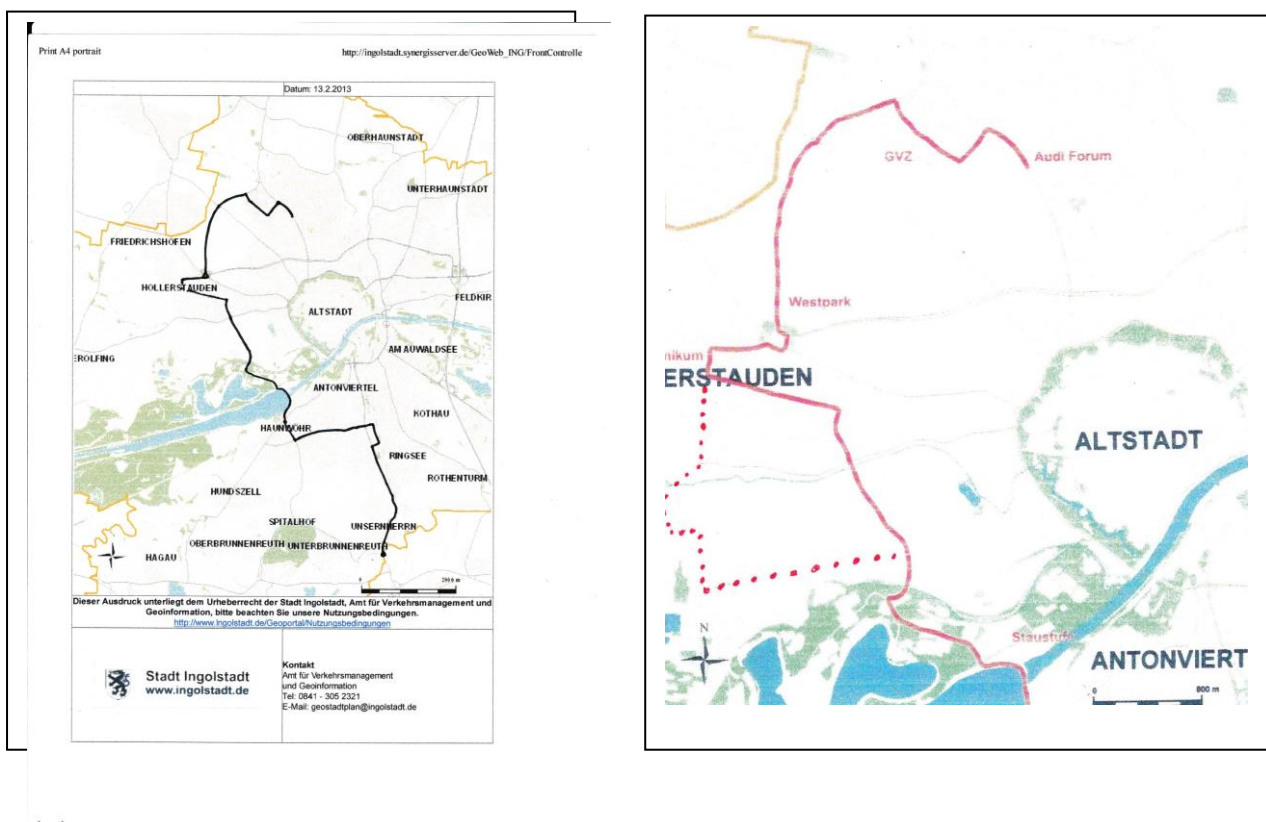 Print A4 portrait
http://ingolstadt.synergisserver.de/GeoWeb_ING/FrontControlle
Datum: 13.2.2013
OBERHAUNSTADT
UNTERHAUNSTADT
FRIEDRICHSHOFEN
HOLLERSTAUDEN
FELDKIR
ALTSTADT
EROLFING
AM AUWALDSEE
ANTONVIERTEL
KOTHAU
HAUNWÖHR
RINGSEE
ROTHENTURM
HUNDSZELL
SPITALHOF
UNSERNHERRN
OBERBRUNNENREUTH
UNTERBRUNNENREUTH
HAGAU
0 2000 m
Dieser Ausdruck unterliegt dem Urheberrecht der Stadt Ingolstadt, Amt für Verkehrsmanagement und
Geoinformation, bitte beachten Sie unsere Nutzungsbedingungen.
http://www.ingolstadt.de/Geoportal/Nutzungsbedingungen
Stadt Ingolstadt
www.ingolstadt.de
Kontakt
Amt für Verkehrsmanagement
und Geoinformation
Tel: 0841 - 305 2321
E-Mail: geostadtplan@ingolstadt.de
GVZ
Audi Forum
Westpark
nikum
ERSTAUDEN
ALTSTADT
N
Staustufe
ANTONVIERT
0 800 m